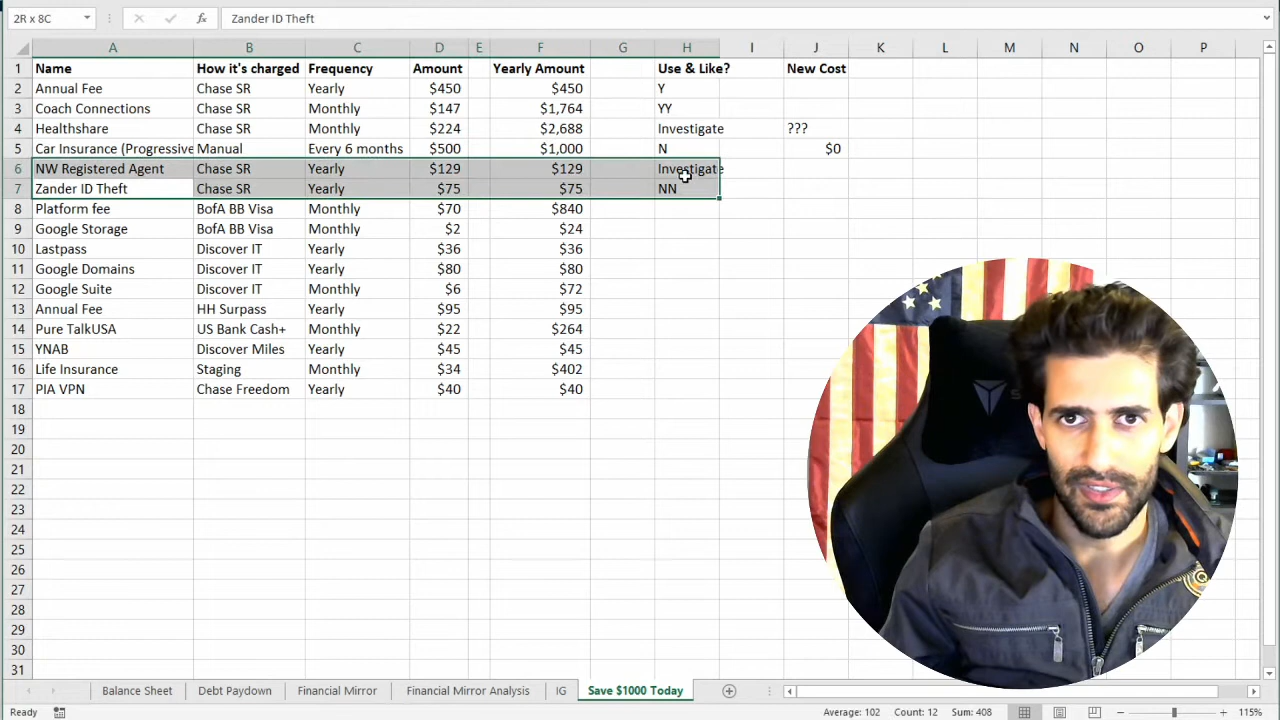 2R x 8C fx Zander ID Theft
A B C D E F G H I J K L M N O P
1 Name How it's charged Frequency Amount Yearly Amount Use & Like? New Cost
2 Annual Fee Chase SR Yearly $450 $450 Y
3 Coach Connections Chase SR Monthly $147 $1,764 YY
4 Healthshare Chase SR Monthly $224 $2,688 Investigate ???
5 Car Insurance (Progressive Manual Every 6 months $500 $1,000 N $0
6 NW Registered Agent Chase SR Yearly $129 $129 Investigate
7 Zander ID Theft Chase SR Yearly $75 $75 NN
8 Platform fee BofA BB Visa Monthly $70 $840
9 Google Storage BofA BB Visa Monthly $2 $24
10 Lastpass Discover IT Yearly $36 $36
11 Google Domains Discover IT Yearly $80 $80
12 Google Suite Discover IT Monthly $6 $72
13 Annual Fee HH Surpass Yearly $95 $95
14 Pure TalkUSA US Bank Cash+ Monthly $22 $264
15 YNAB Discover Miles Yearly $45 $45
16 Life Insurance Staging Monthly $34 $402
17 PIA VPN Chase Freedom Yearly $40 $40
18
19
20
21
22
23
24
25
26
27
28
29
30
31
Balance Sheet Debt Paydown Financial Mirror Financial Mirror Analysis IG Save $1000 Today
Ready Average: 102 Count: 12 Sum: 408 115%